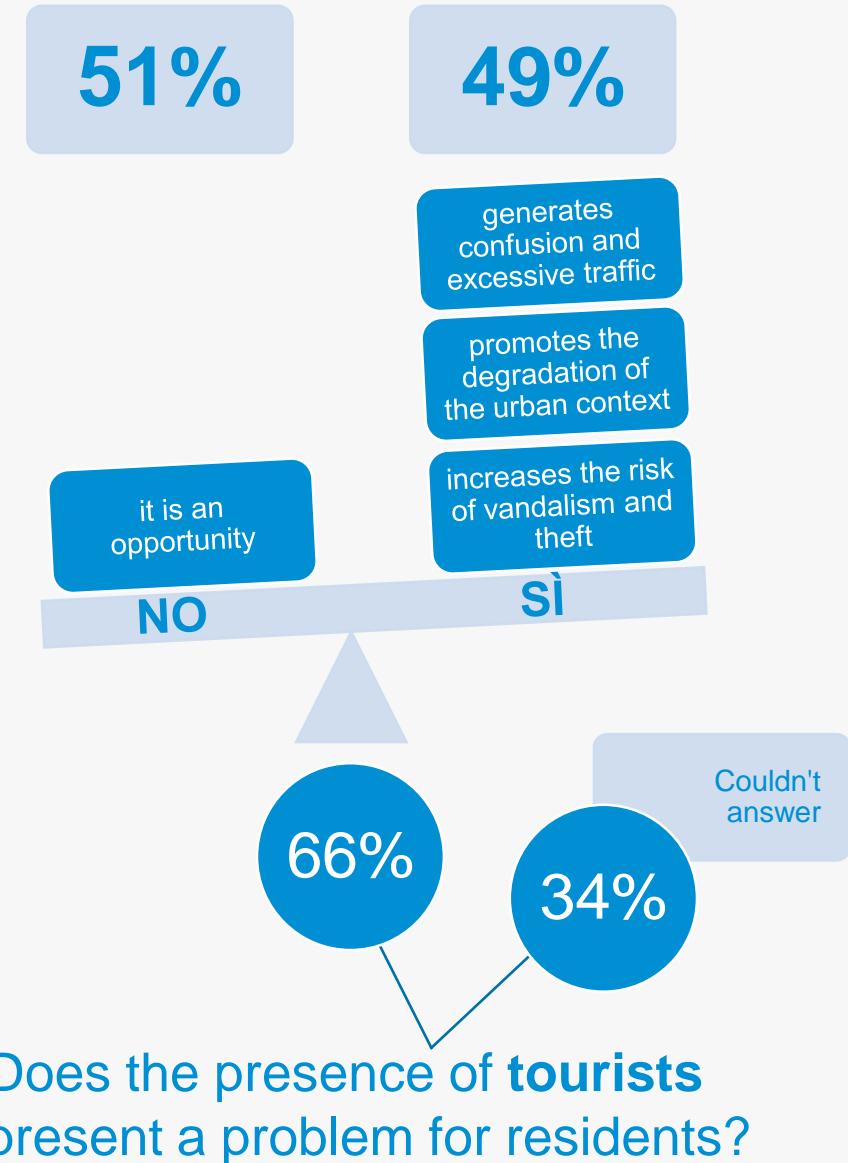 51%
49%
generates
confusion and
excessive traffic
promotes the
degradation of
the urban context
increases the risk
of vandalism and
theft
it is an
opportunity
NO
SÌ
Couldn't
answer
66%
34%
Does the presence of tourists
present a problem for residents?